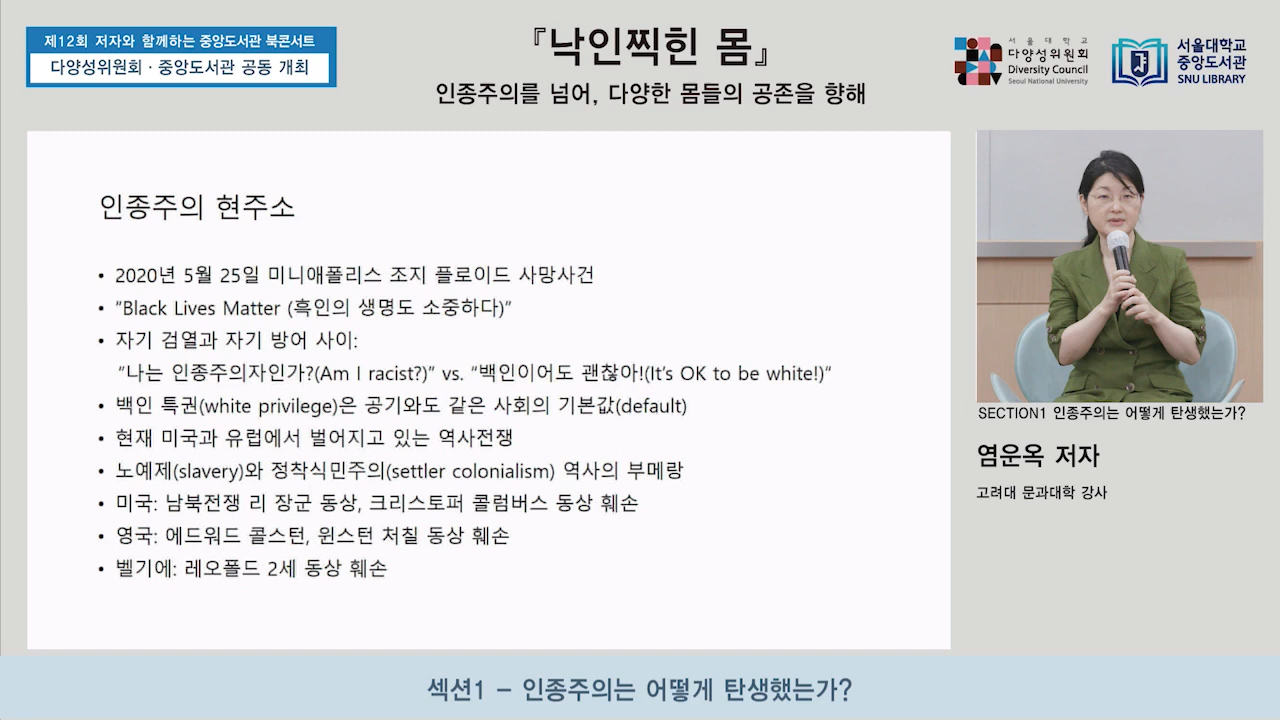 제12회 저자와 함께하는 중앙도서관 북콘서트
다양성위원회 · 중앙도서관 공동 개최
『낙인찍힌 몸』
인종주의를 넘어, 다양한 몸들의 공존을 향해
서울대학교
다양성위원회
Diversity Council
Seoul National University
서울대학교
중앙도서관
SNU LIBRARY
인종주의 현주소
• 2020년 5월 25일 미니애폴리스 조지 플로이드 사망사건
• "Black Lives Matter (흑인의 생명도 소중하다)"
• 자기 검열과 자기 방어 사이:
"나는 인종주의자인가?(Am I racist?)" vs. "백인이어도 괜찮아!(It's OK to be white!)"
• 백인 특권(white privilege)은 공기와도 같은 사회의 기본값(default)
• 현재 미국과 유럽에서 벌어지고 있는 역사전쟁
• 노예제(slavery)와 정착식민주의(settler colonialism) 역사의 부메랑
• 미국: 남북전쟁 리 장군 동상, 크리스토퍼 콜럼버스 동상 훼손
• 영국: 에드워드 콜스턴, 윈스턴 처칠 동상 훼손
• 벨기에: 레오폴드 2세 동상 훼손
SECTION1 인종주의는 어떻게 탄생했는가?
염운옥 저자
고려대 문과대학 강사
섹션1 – 인종주의는 어떻게 탄생했는가?